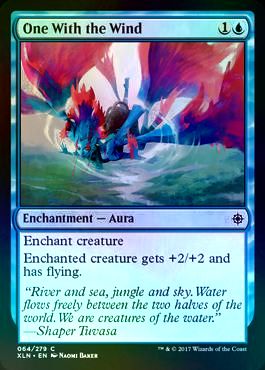 One With the Wind 1
Enchantment — Aura
Enchant creature
Enchanted creature gets +2/+2 and
has flying.
“River and sea, jungle and sky. Water
flows freely between the two halves of the
world. We are creatures of the water.”
—Shaper Tuvasa
064/279 C
XLN • EN Naomi Baker
™ & © 2017 Wizards of the Coast